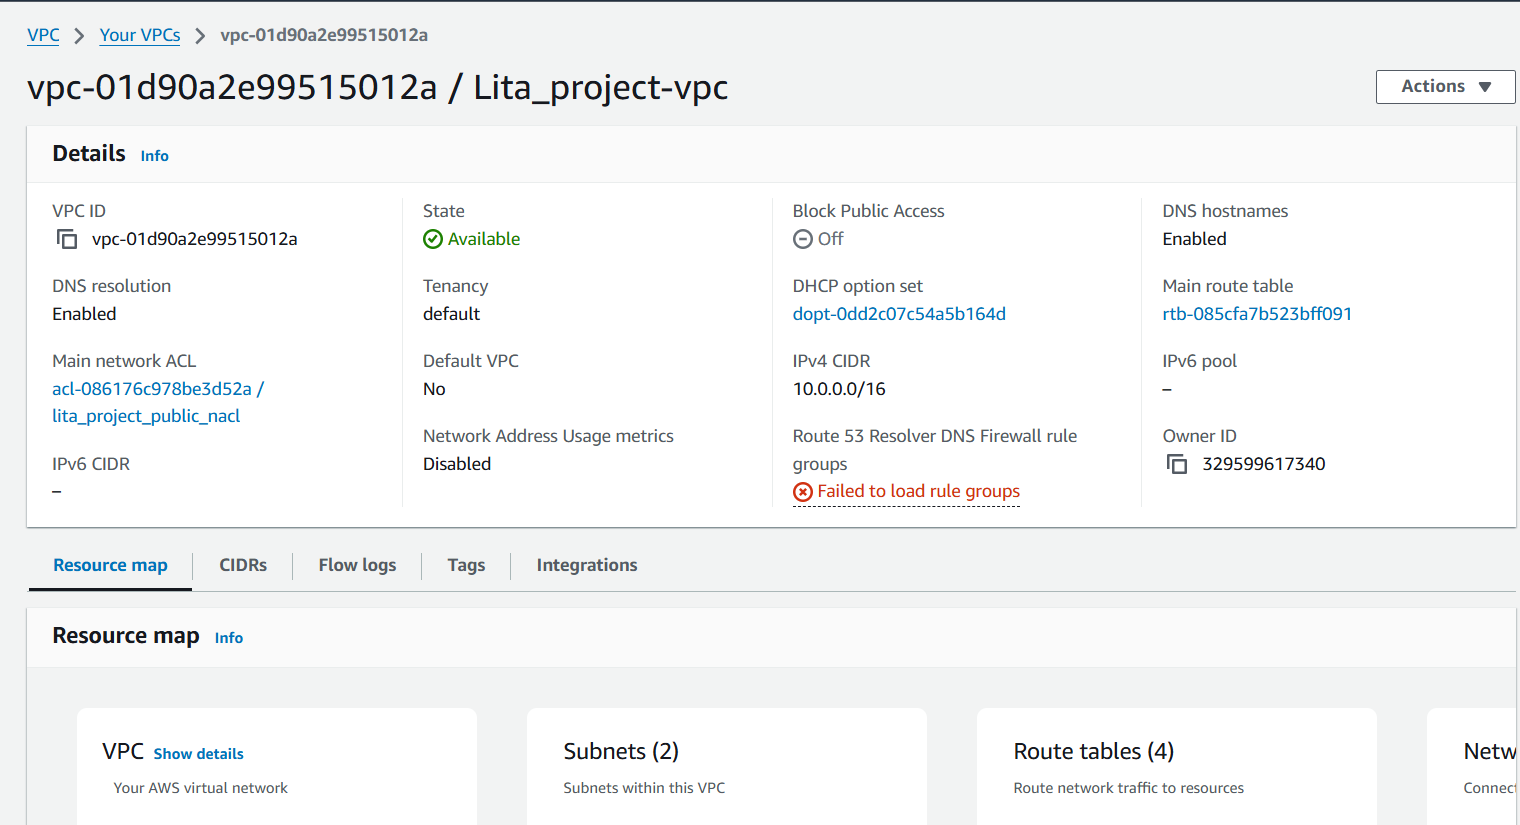 VPC > Your VPCs > vpc-01d90a2e99515012a
vpc-01d90a2e99515012a / Lita_project-vpc
Actions
Details Info
VPC ID
vpc-01d90a2e99515012a
State
Available
Block Public Access
Off
DNS hostnames
Enabled
DNS resolution
Enabled
Tenancy
default
DHCP option set
dopt-0dd2c07c54a5b164d
Main route table
rtb-085cfa7b523bff091
Main network ACL
acl-086176c978be3d52a /
lita_project_public_nacl
Default VPC
No
IPv4 CIDR
10.0.0.0/16
IPv6 pool
–
IPv6 CIDR
–
Network Address Usage metrics
Disabled
Route 53 Resolver DNS Firewall rule
groups
Failed to load rule groups
Owner ID
329599617340
Resource map
CIDRs
Flow logs
Tags
Integrations
Resource map Info
VPC Show details
Your AWS virtual network
Subnets (2)
Subnets within this VPC
Route tables (4)
Route network traffic to resources
Netw
Connec